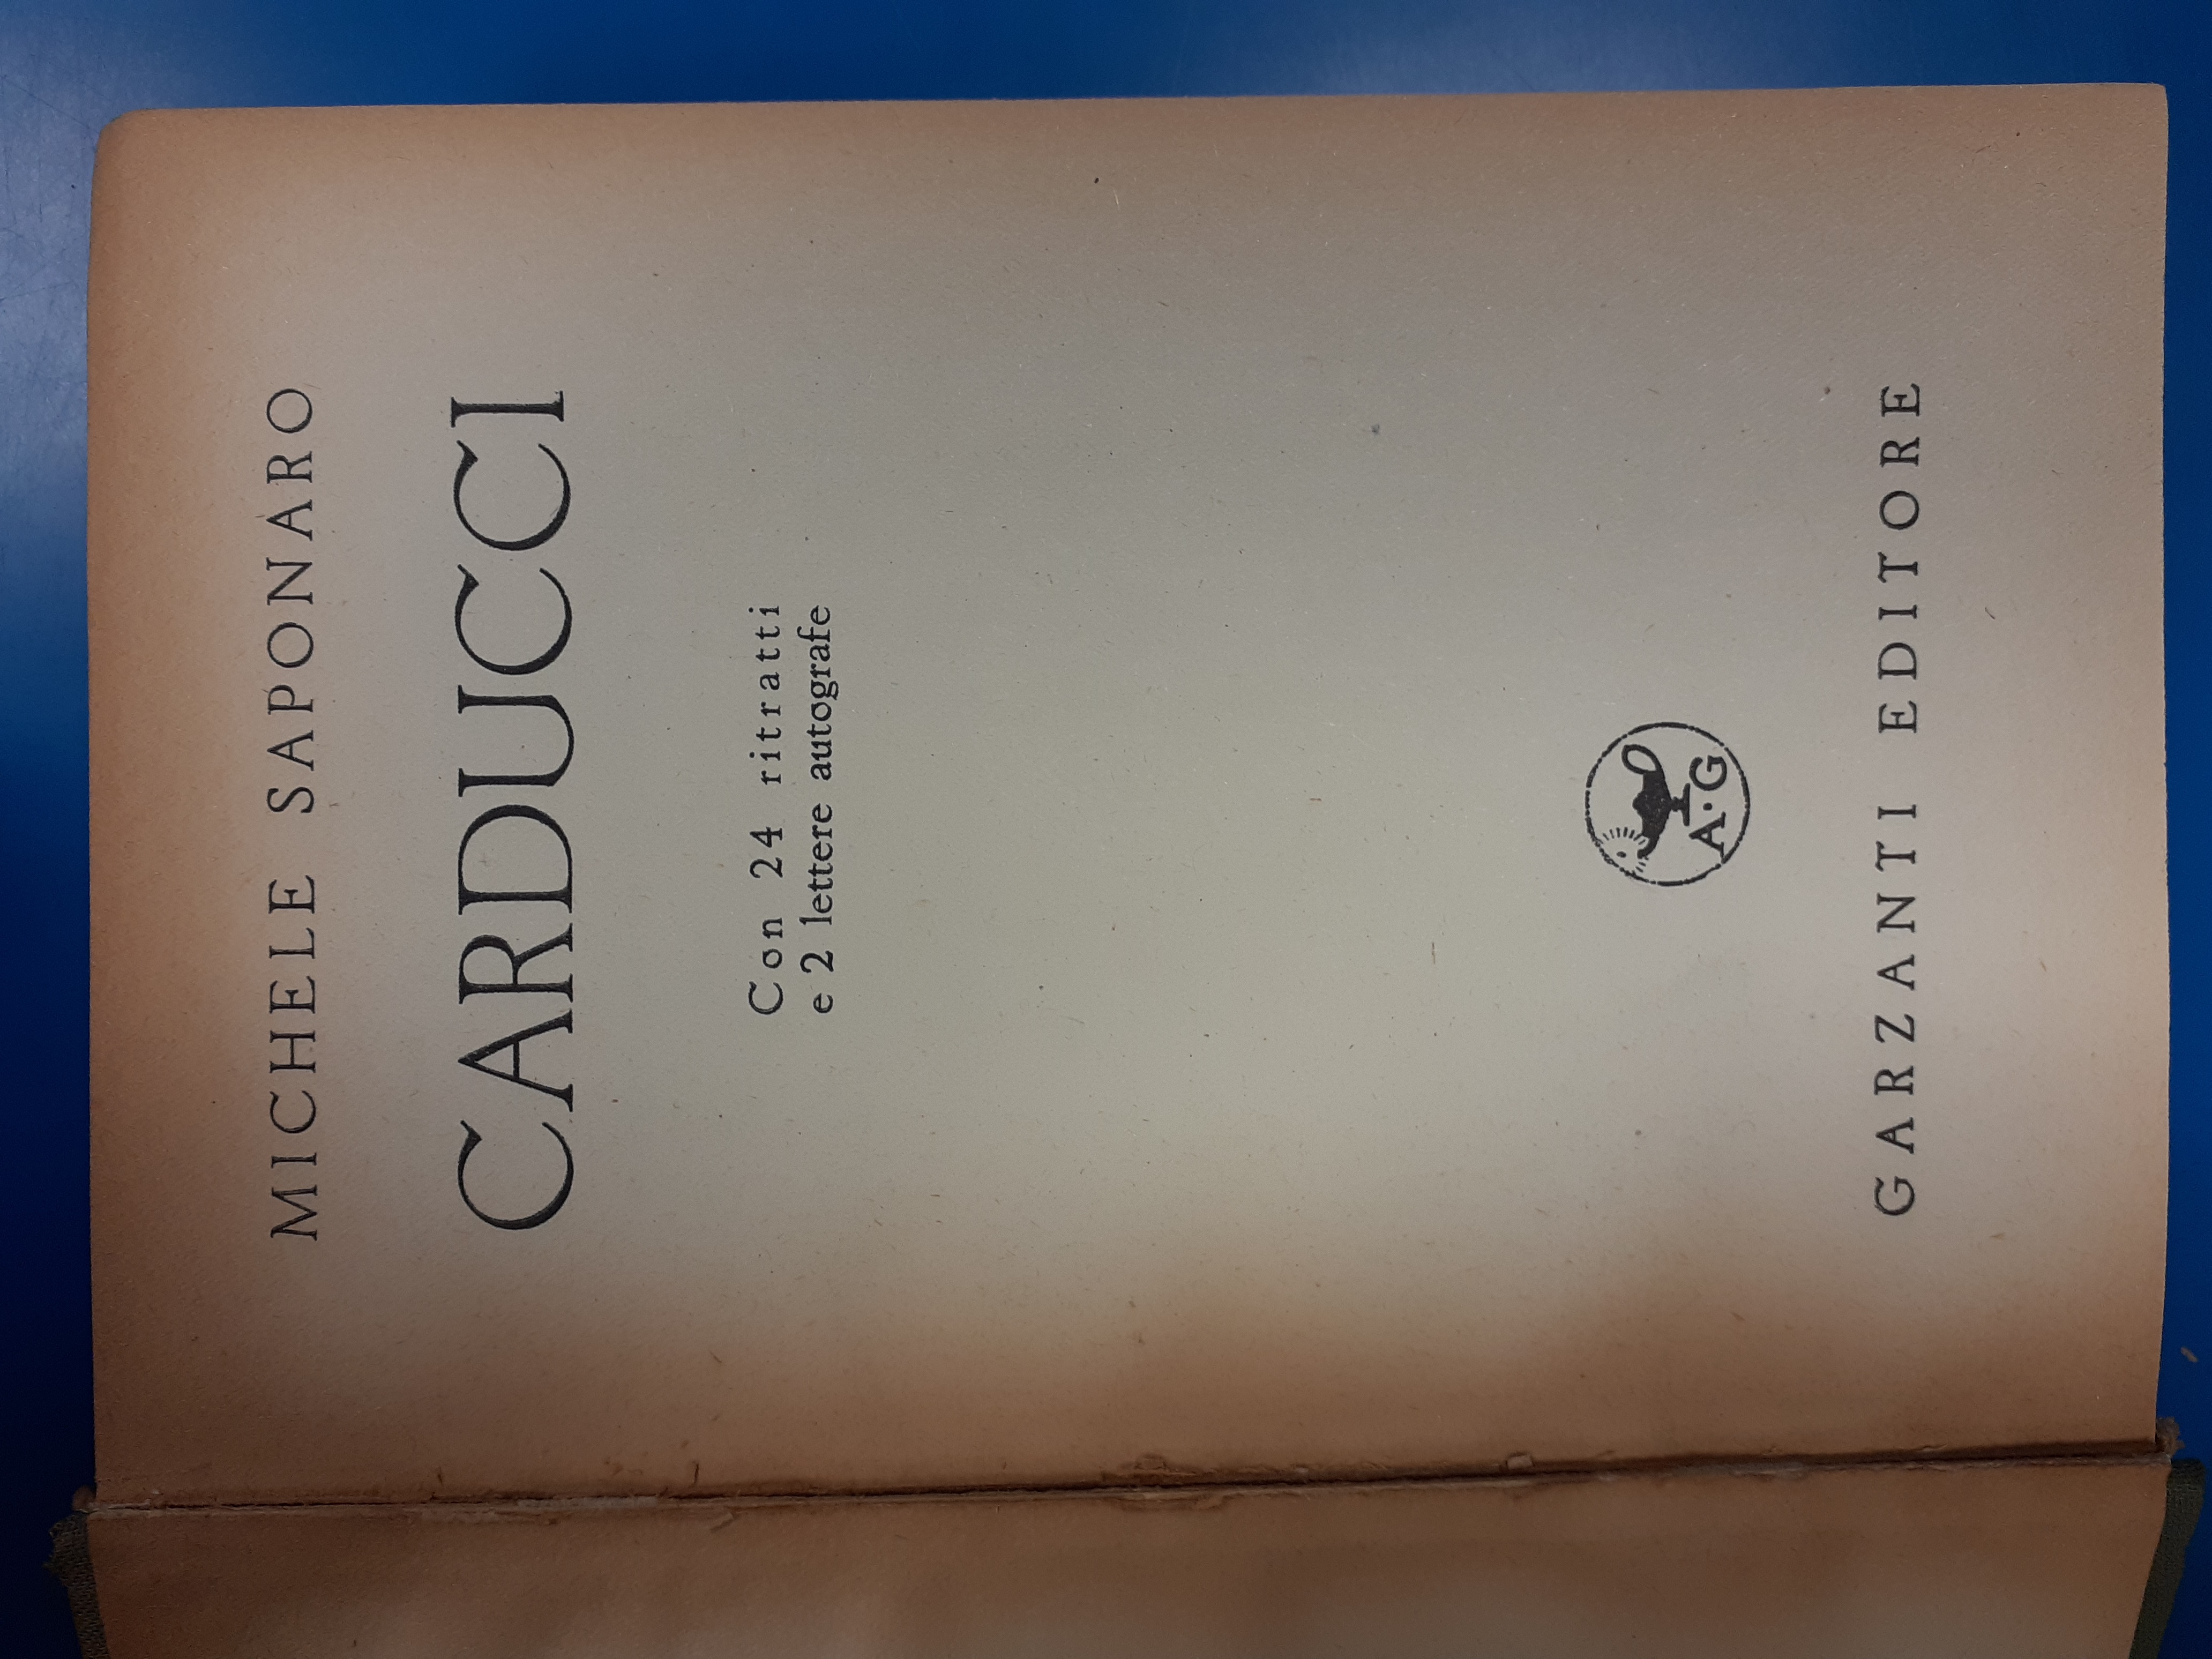 MICHELE SAPONARO
CARDUCCI
Con 24 ritratti
e 2 lettere autografe
A·G
GARZANTI EDITORE